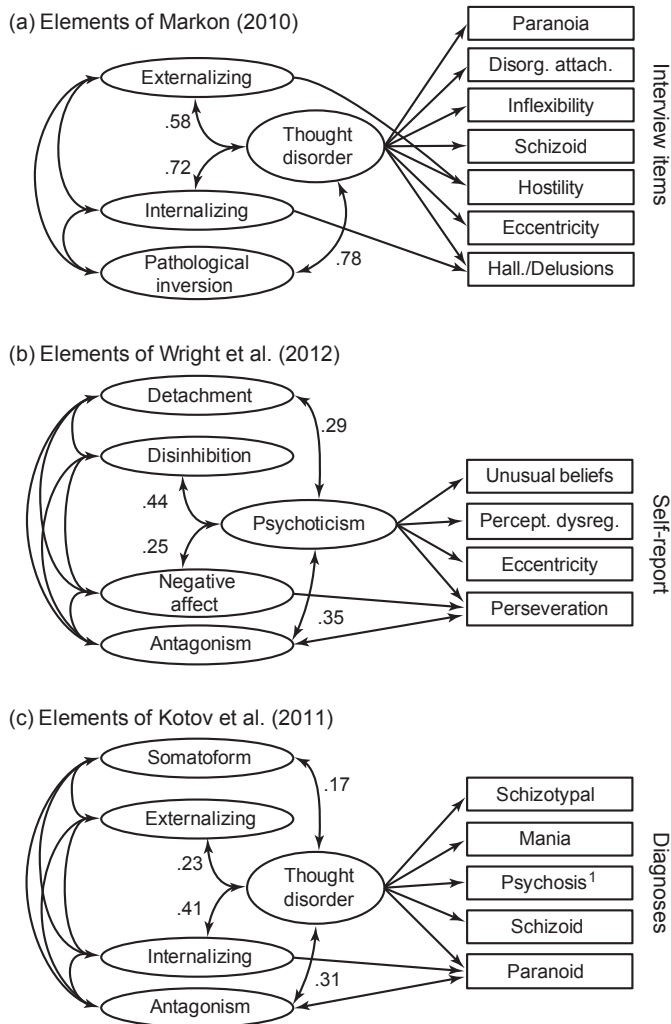 (a) Elements of Markon (2010)
Externalizing
.58
Thought
disorder
.72
Internalizing
Pathological
inversion
.78
Paranoia
Disorg. attach.
Inflexibility
Schizoid
Hostility
Eccentricity
Hall./Delusions
Interview items
(b) Elements of Wright et al. (2012)
Detachment
.29
Disinhibition
.44
Psychoticism
.25
Negative
affect
Antagonism
.35
Unusual beliefs
Percept. dysreg.
Eccentricity
Perseveration
Self-report
(c) Elements of Kotov et al. (2011)
Somatoform
.17
Externalizing
.23
Thought
disorder
.41
Internalizing
Antagonism
.31
Schizotypal
Mania
Psychosis¹
Schizoid
Paranoid
Diagnoses